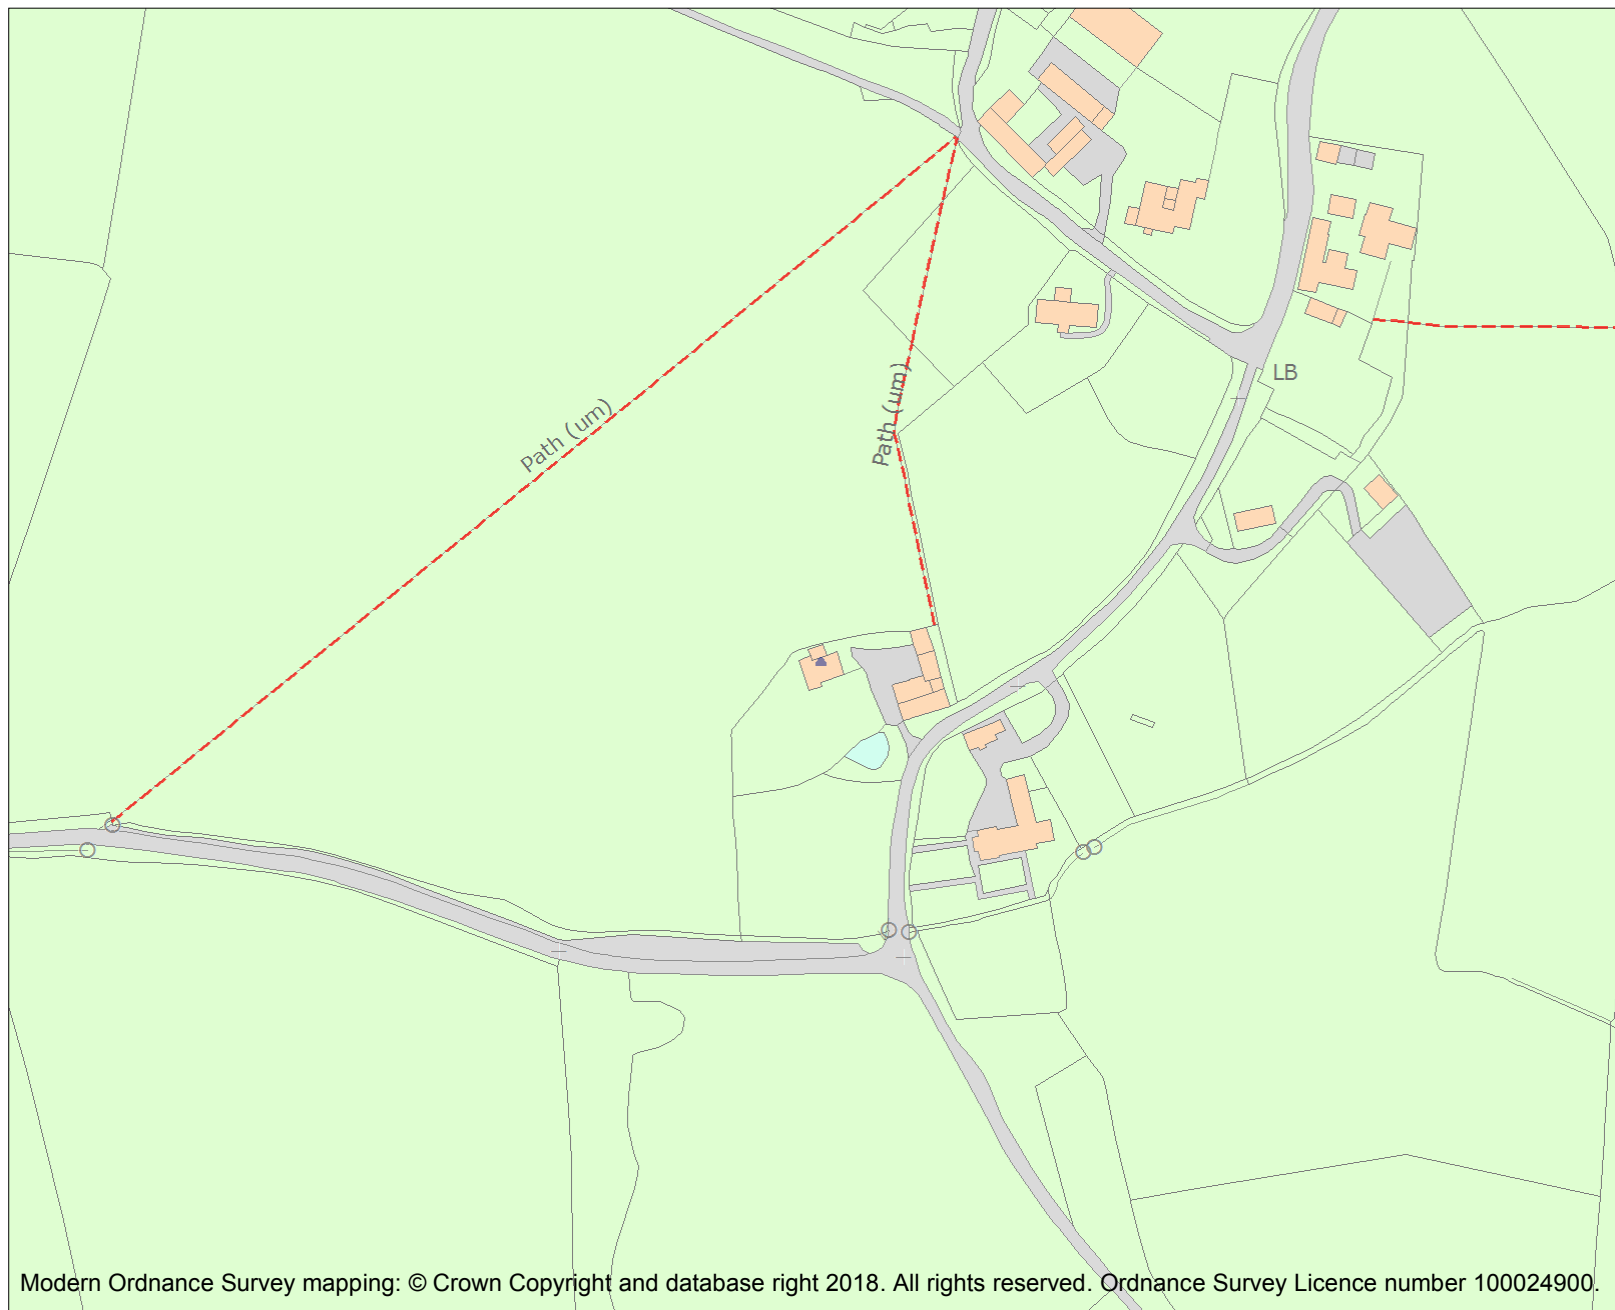 LB
Path (um)
Path (um)
Modern Ordnance Survey mapping: © Crown Copyright and database right 2018. All rights reserved. Ordnance Survey Licence number 100024900.